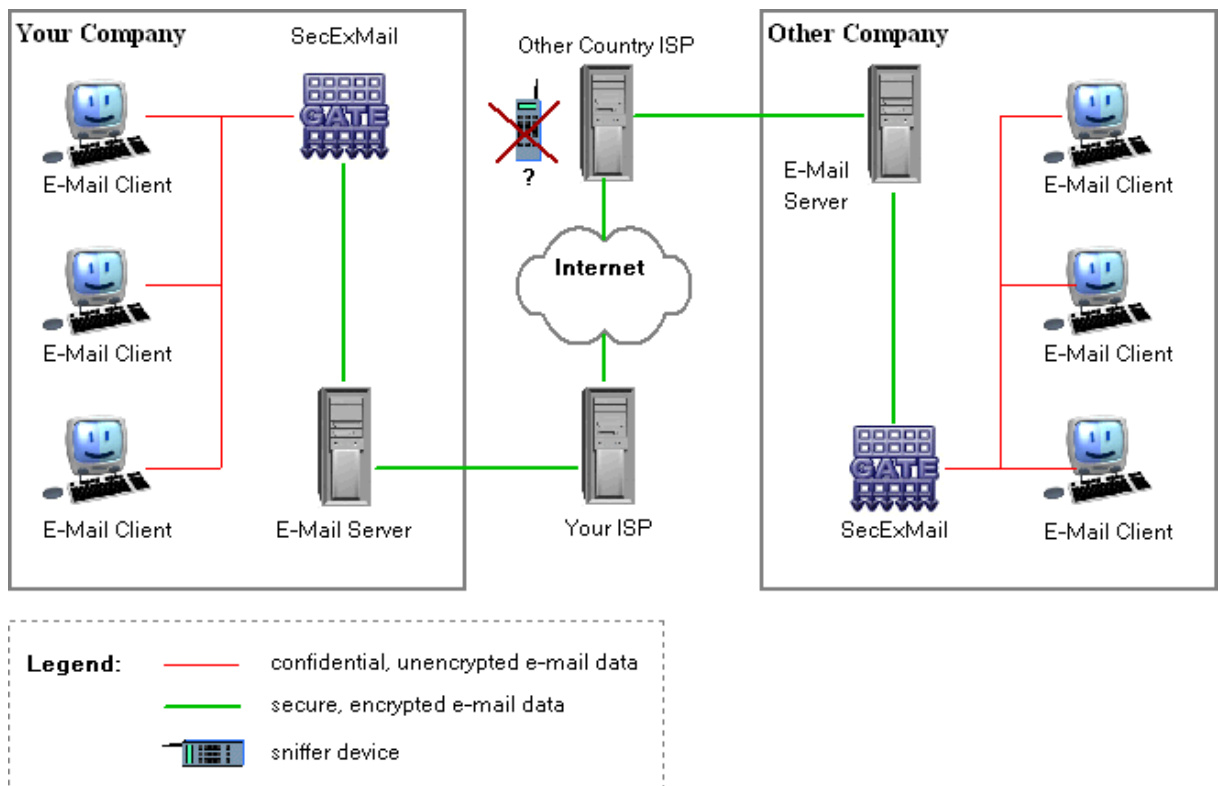 Your Company
SecExMail
GATE
E-Mail Client
E-Mail Client
E-Mail Client
E-Mail Server
Other Country ISP
?
Internet
Your ISP
Other Company
E-Mail
Server
E-Mail Client
E-Mail Client
GATE
SecExMail
E-Mail Client
Legend:
confidential, unencrypted e-mail data
secure, encrypted e-mail data
sniffer device